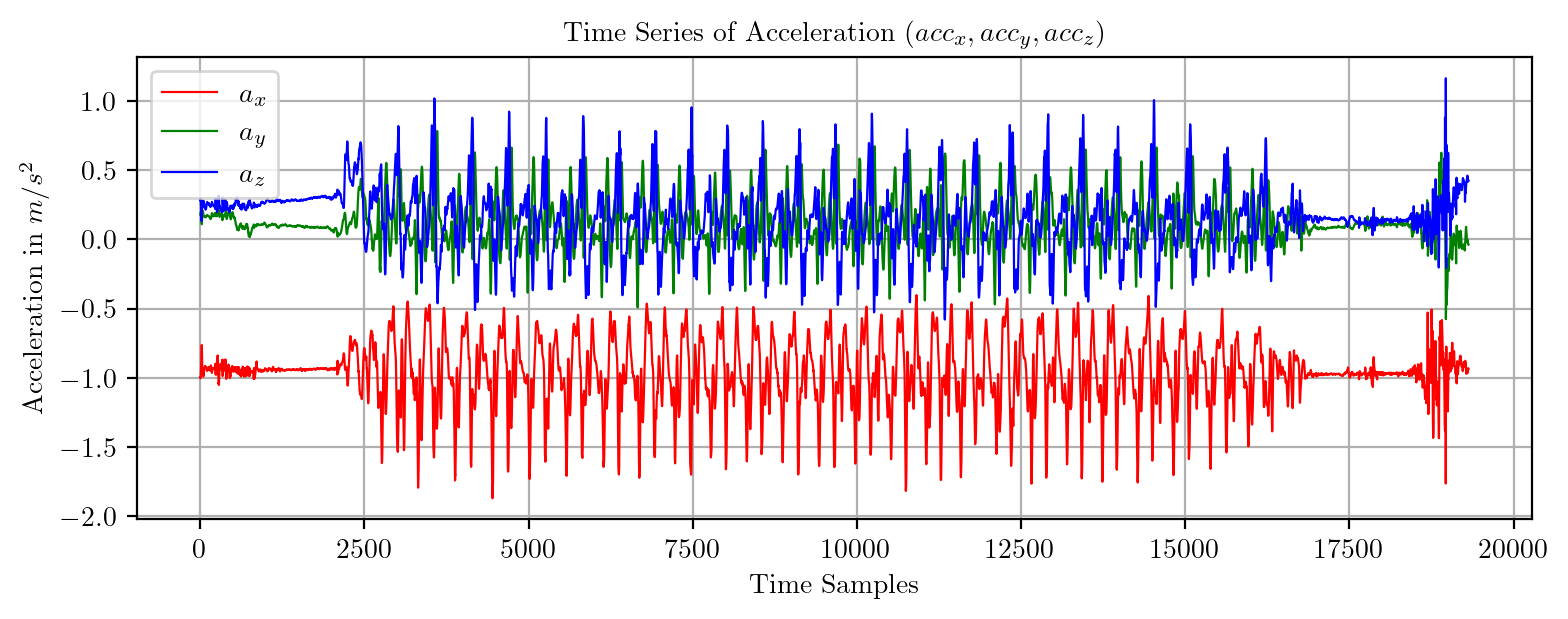 Time Series of Acceleration (acc_x, acc_y, acc_z)
a_x
a_y
a_z
Acceleration in m/s^2
1.0
0.5
0.0
−0.5
−1.0
−1.5
−2.0
0 2500 5000 7500 10000 12500 15000 17500 20000
Time Samples